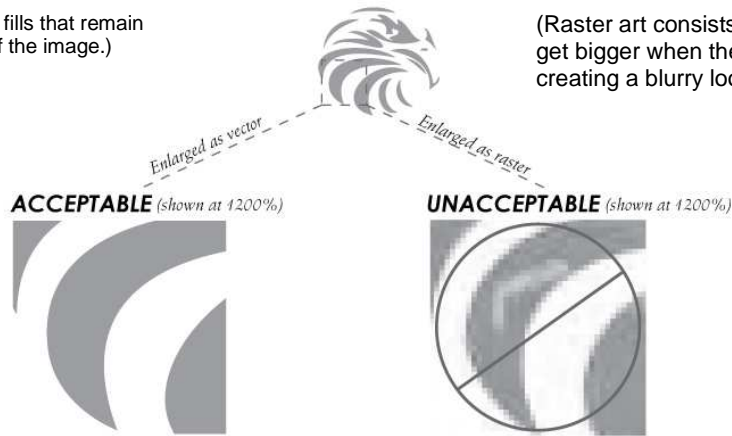 fills that remain
f the image.)
(Raster art consists
get bigger when the
creating a blurry loo
Enlarged as vector
Enlarged as raster
ACCEPTABLE (shown at 1200%)
UNACCEPTABLE (shown at 1200%)